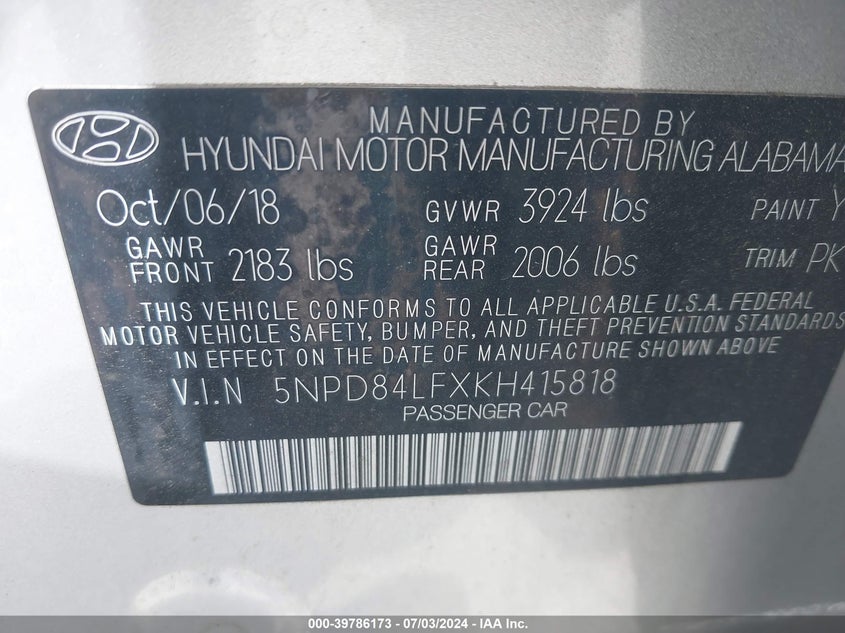 MANUFACTURED BY
HYUNDAI MOTOR MANUFACTURING ALABAMA
Oct/06/18 GVWR 3924 lbs PAINT Y
GAWR FRONT 2183 lbs GAWR REAR 2006 lbs TRIM PK
THIS VEHICLE CONFORMS TO ALL APPLICABLE U.S.A. FEDERAL
MOTOR VEHICLE SAFETY, BUMPER, AND THEFT PREVENTION STANDARDS
IN EFFECT ON THE DATE OF MANUFACTURE SHOWN ABOVE
V.I.N 5NPD84LFXKH415818
PASSENGER CAR
000-39786173 - 07/03/2024 - IAA Inc.